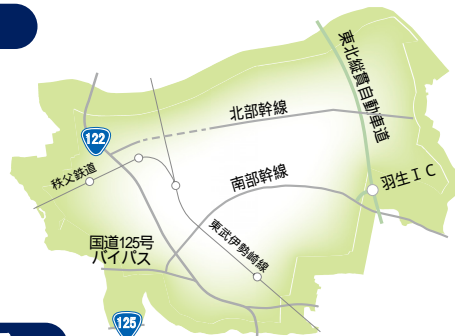 東北縦貫自動車道
北部幹線
122
秩父鉄道
南部幹線
羽生IC
国道125号
バイパス
東武伊勢崎線
125